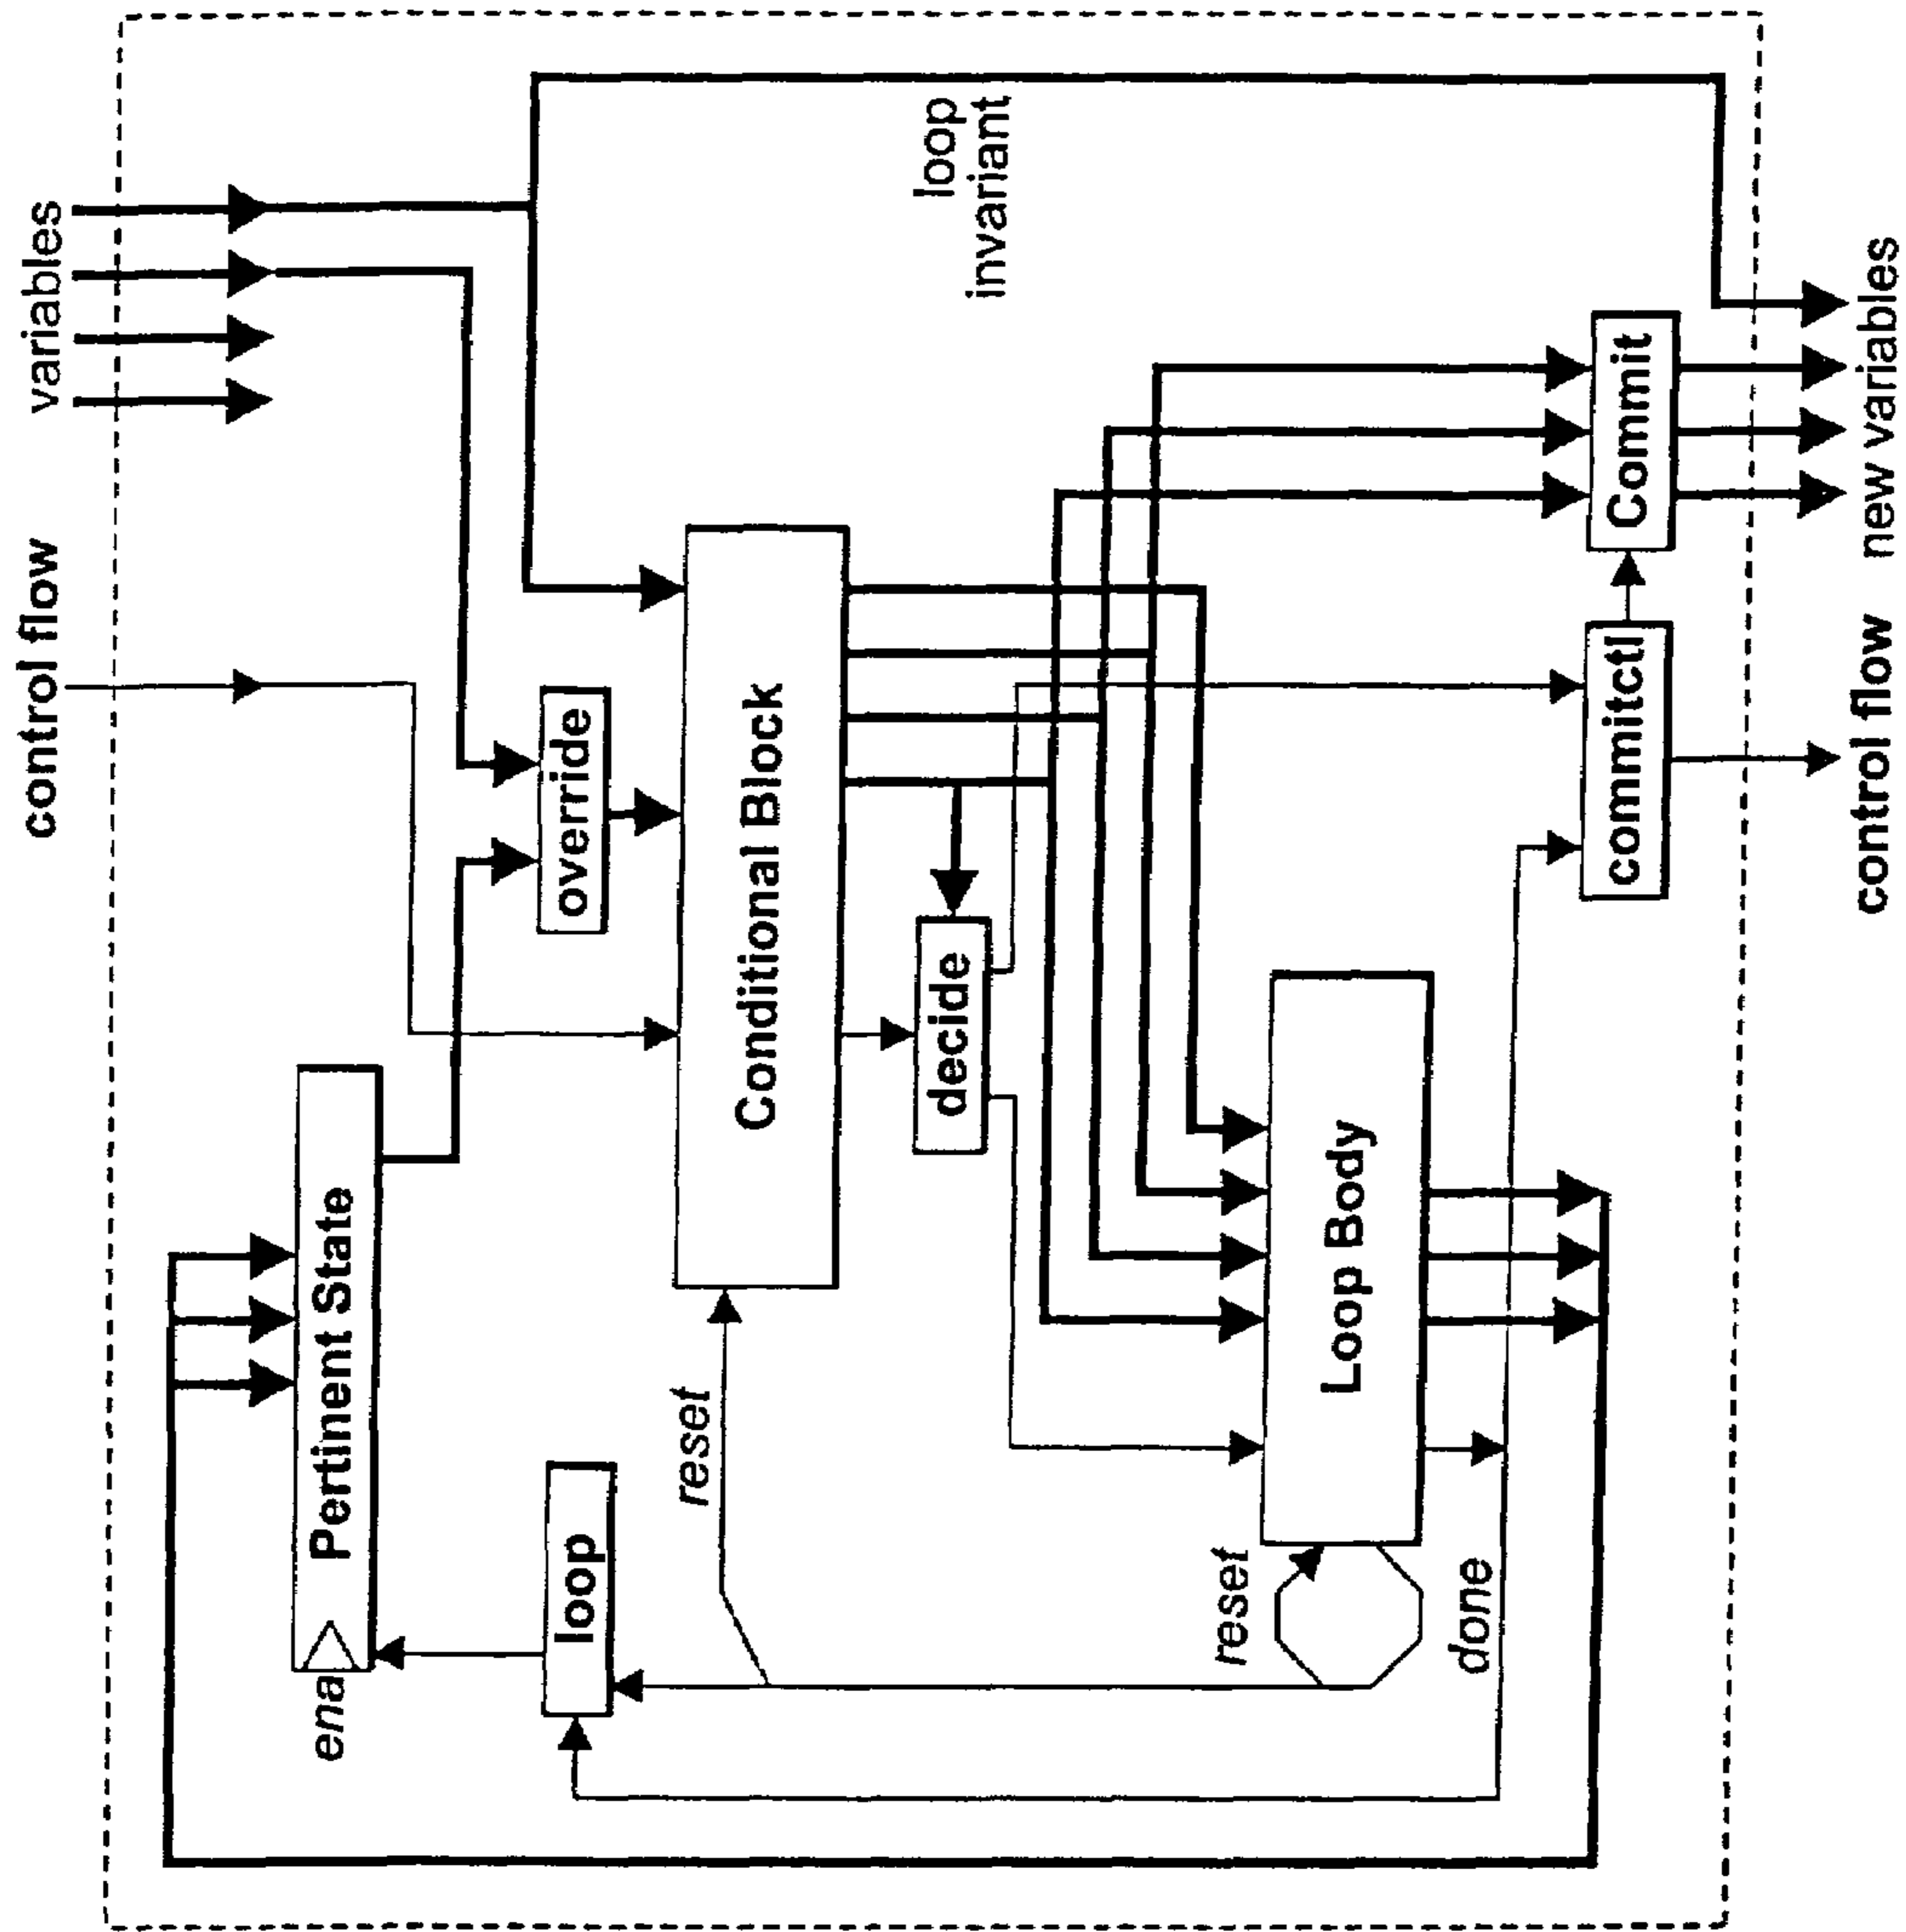 control flow
variables
ena
Pertinent State
loop
override
reset
Conditional Block
loop
invariant
decide
reset
Loop Body
done
commitctl
Commit
control flow
new variables